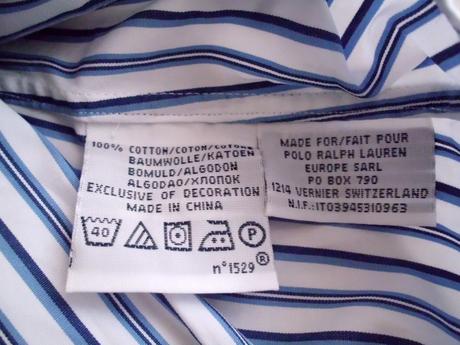 100% COTTON/COTON/COTONE
BAUMWOLLE/KATOEN
BOMULD/ALGODON
ALGODAO/ΧΠΟΠΟΚ
EXCLUSIVE OF DECORATION
MADE IN CHINA
40 P
n°1529®
MADE FOR/FAIT POUR
POLO RALPH LAUREN
EUROPE SARL
PO BOX 790
1214 VERNIER SWITZERLAND
N.I.F.:IT03945310963